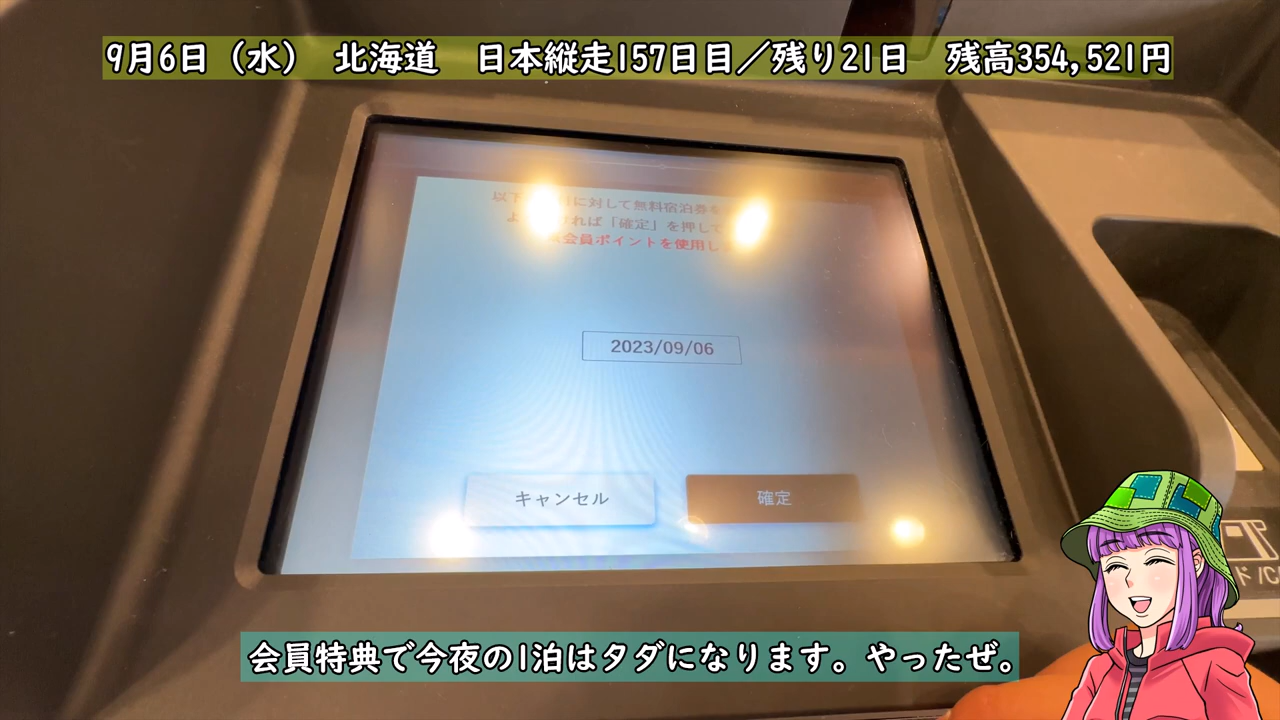 9月6日（水）　北海道　日本縦走157日目／残り21日　残高354,521円
以下 に対して無料宿泊券を
よ ければ「確定」を押して
会員ポイントを使用し
2023/09/06
キャンセル
確定
会員特典で今夜の1泊はタダになります。やったぜ。